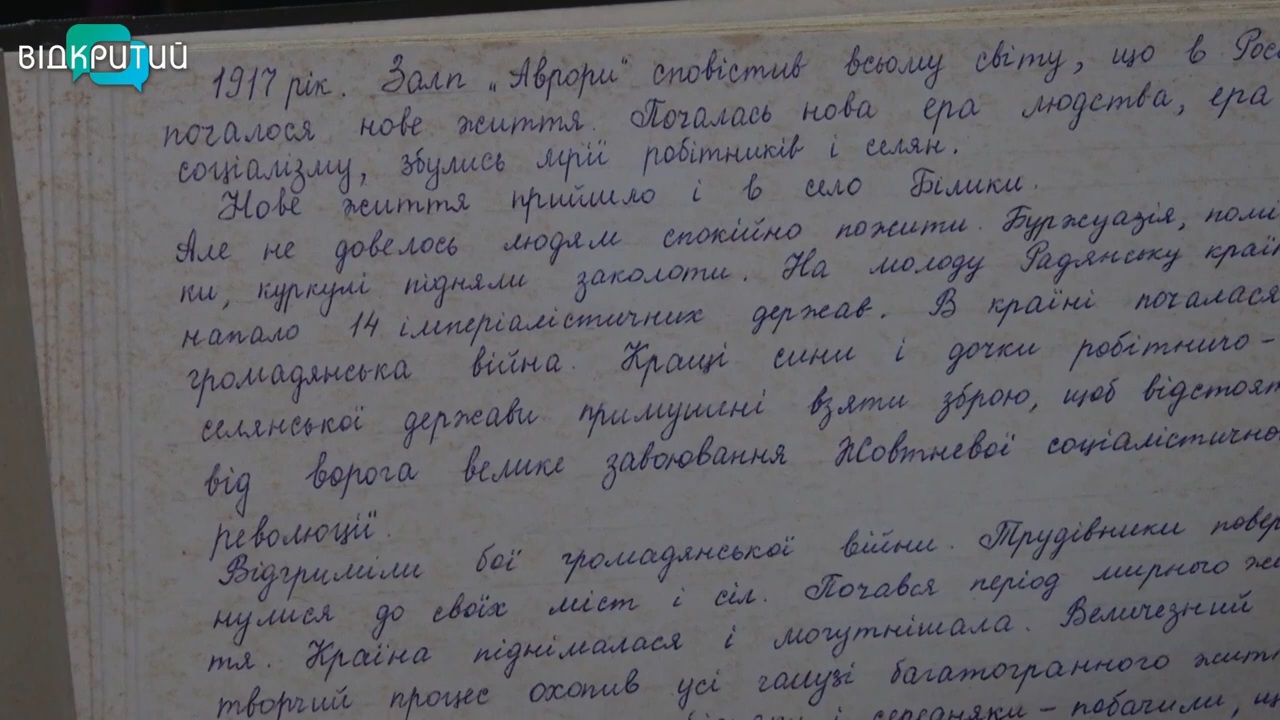 ВІДКРИТИЙ
1917 рік. Залп „Аврори“ сповістив всьому світу, що в Рос
почалося нове життя. Почалась нова ера людства, ера
соціалізму, збулись мрії робітників і селян.
Нове життя прийшло і в село Білики.
Але не довелось людям спокійно пожити. Буржуазія, помі
ки, куркулі підняли заколоти. На молоду Радянську краї
напало 14 імперіалістичних держав. В країні почалася
громадянська війна. Кращі сини і дочки робітничо-
селянської держави примушені взяти зброю, щоб відстоят
від ворога велике завоювання Жовтневої соціалістично
революції.
Відгриміли бої громадянської війни. Трудівники повер
нулися до своїх міст і сіл. Почався період мирного жи
тя. Країна піднімалася і могутнішала. Величезний
творчий процес охопив усі галузі багатогранного житт
і середняки - побачили, що